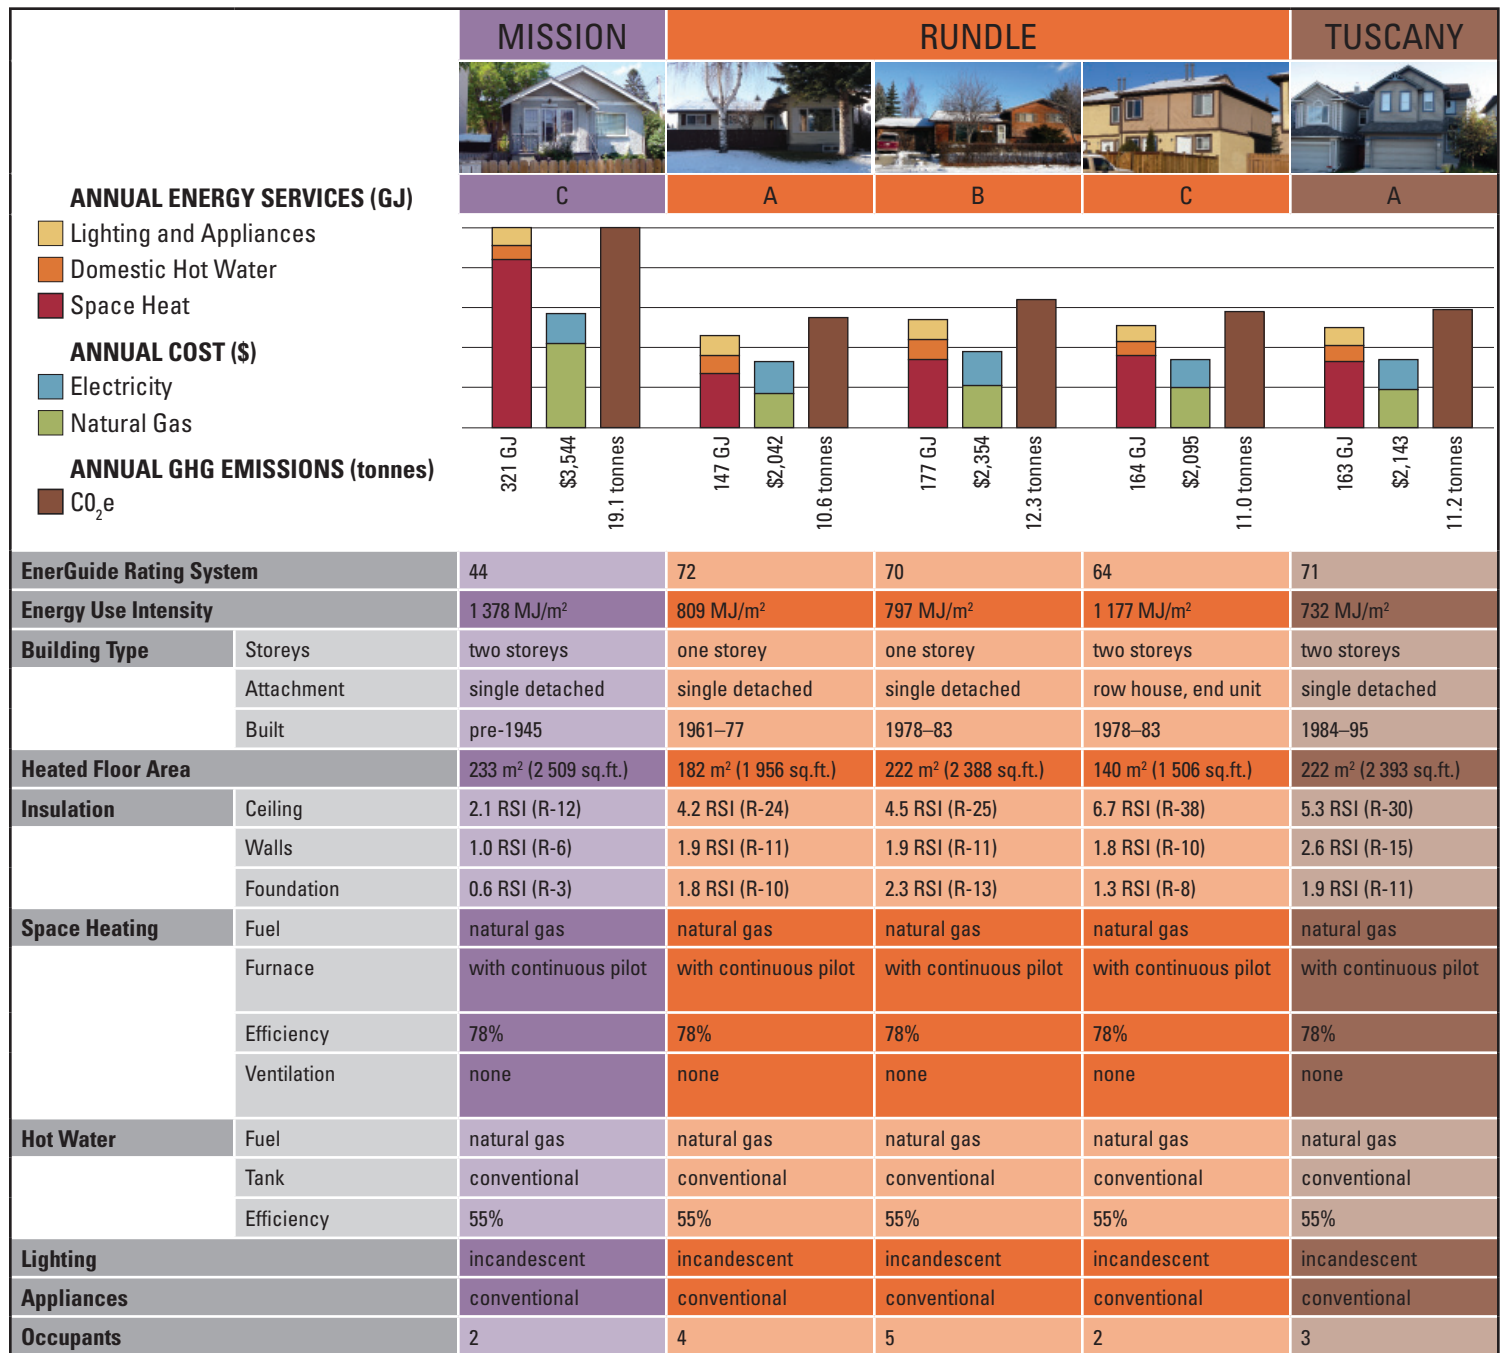 MISSION RUNDLE TUSCANY
C A B C A
ANNUAL ENERGY SERVICES (GJ)
Lighting and Appliances
Domestic Hot Water
Space Heat
ANNUAL COST ($)
Electricity
Natural Gas
ANNUAL GHG EMISSIONS (tonnes)
CO₂e
321 GJ $3,544 19.1 tonnes 147 GJ $2,042 10.6 tonnes 177 GJ $2,354 12.3 tonnes 164 GJ $2,095 11.0 tonnes 163 GJ $2,143 11.2 tonnes
EnerGuide Rating System 44 72 70 64 71
Energy Use Intensity 1 378 MJ/m² 809 MJ/m² 797 MJ/m² 1 177 MJ/m² 732 MJ/m²
Building Type Storeys two storeys one storey one storey two storeys two storeys
Attachment single detached single detached single detached row house, end unit single detached
Built pre-1945 1961–77 1978–83 1978–83 1984–95
Heated Floor Area 233 m² (2 509 sq.ft.) 182 m² (1 956 sq.ft.) 222 m² (2 388 sq.ft.) 140 m² (1 506 sq.ft.) 222 m² (2 393 sq.ft.)
Insulation Ceiling 2.1 RSI (R-12) 4.2 RSI (R-24) 4.5 RSI (R-25) 6.7 RSI (R-38) 5.3 RSI (R-30)
Walls 1.0 RSI (R-6) 1.9 RSI (R-11) 1.9 RSI (R-11) 1.8 RSI (R-10) 2.6 RSI (R-15)
Foundation 0.6 RSI (R-3) 1.8 RSI (R-10) 2.3 RSI (R-13) 1.3 RSI (R-8) 1.9 RSI (R-11)
Space Heating Fuel natural gas natural gas natural gas natural gas natural gas
Furnace with continuous pilot with continuous pilot with continuous pilot with continuous pilot with continuous pilot
Efficiency 78% 78% 78% 78% 78%
Ventilation none none none none none
Hot Water Fuel natural gas natural gas natural gas natural gas natural gas
Tank conventional conventional conventional conventional conventional
Efficiency 55% 55% 55% 55% 55%
Lighting incandescent incandescent incandescent incandescent incandescent
Appliances conventional conventional conventional conventional conventional
Occupants 2 4 5 2 3